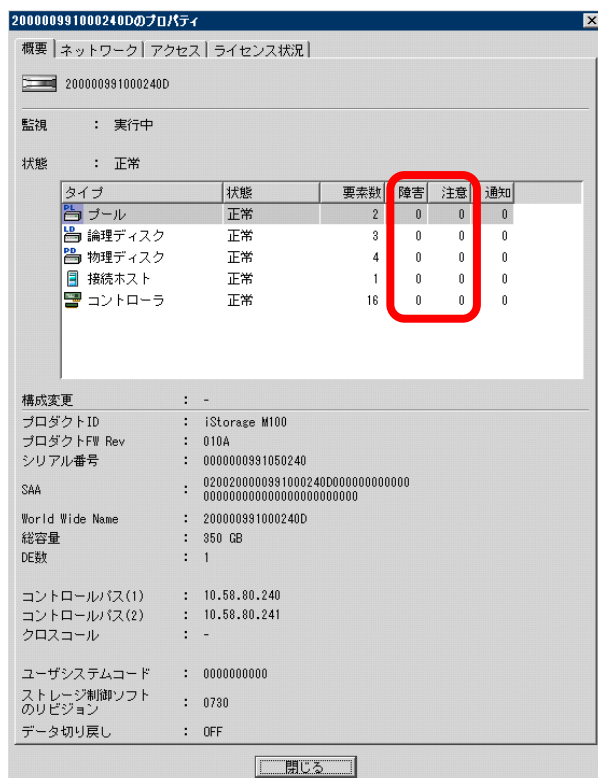 200000991000240Dのプロパティ
概要 ネットワーク アクセス ライセンス状況
200000991000240D
監視 : 実行中
状態 : 正常
タイプ 状態 要素数 障害 注意 通知
PL プール 正常 2 0 0 0
LD 論理ディスク 正常 3 0 0 0
PD 物理ディスク 正常 4 0 0 0
接続ホスト 正常 1 0 0 0
コントローラ 正常 16 0 0 0
構成変更 : -
プロダクトID : iStorage M100
プロダクトFW Rev : 010A
シリアル番号 : 0000000991050240
SAA : 0200200000991000240D000000000000
000000000000000000000000
World Wide Name : 200000991000240D
総容量 : 350 GB
DE数 : 1
コントロールパス(1) : 10.58.80.240
コントロールパス(2) : 10.58.80.241
クロスコール : -
ユーザシステムコード : 0000000000
ストレージ制御ソフト
のリビジョン : 0730
データ切り戻し : OFF
閉じる